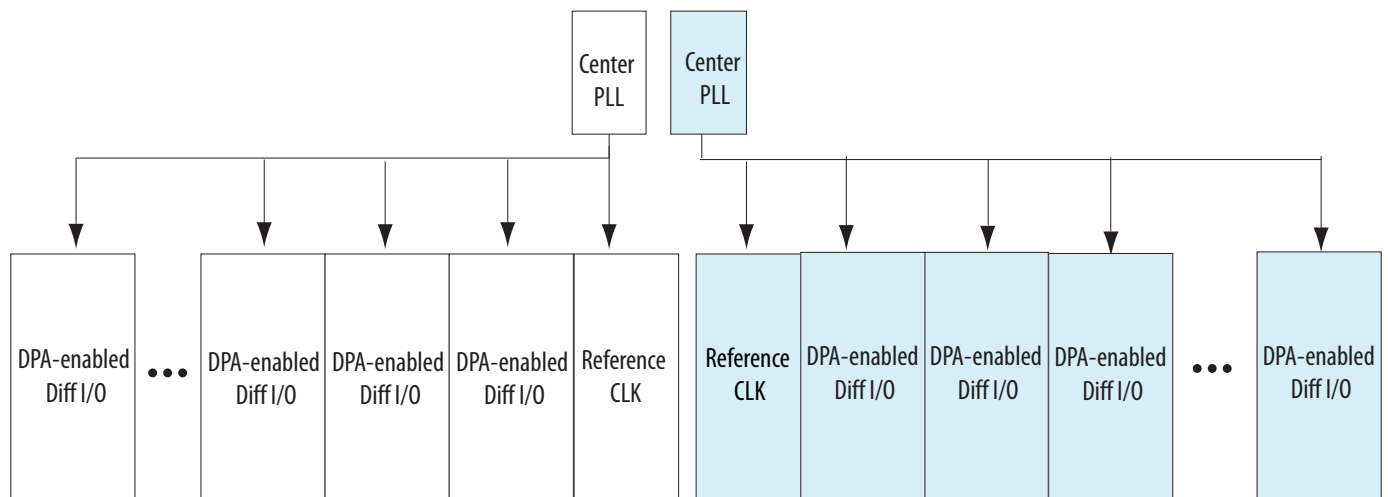 Center
PLL
Center
PLL
DPA-enabled
Diff I/O
•••
DPA-enabled
Diff I/O
DPA-enabled
Diff I/O
DPA-enabled
Diff I/O
Reference
CLK
Reference
CLK
DPA-enabled
Diff I/O
DPA-enabled
Diff I/O
DPA-enabled
Diff I/O
•••
DPA-enabled
Diff I/O